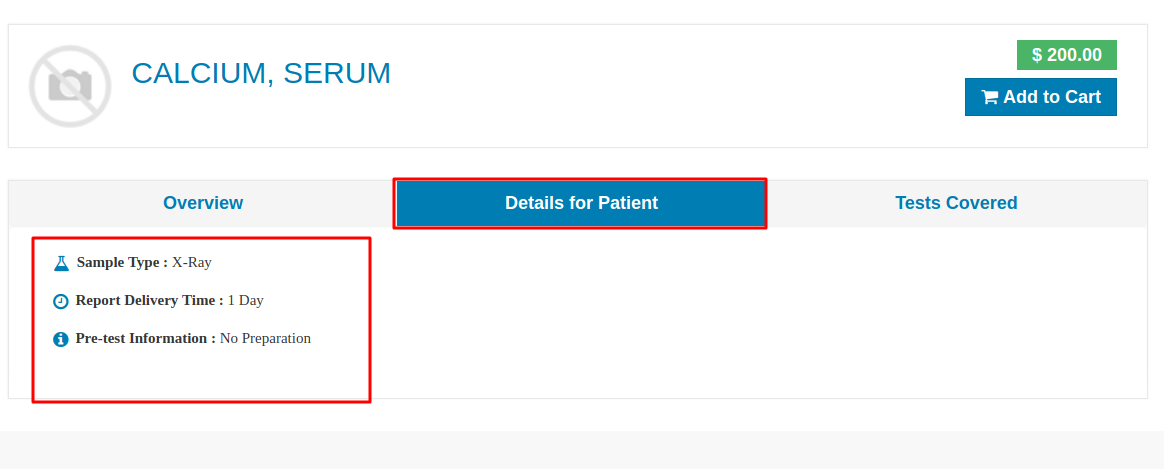 CALCIUM, SERUM
$ 200.00
Add to Cart
Overview
Details for Patient
Tests Covered
Sample Type : X-Ray
Report Delivery Time : 1 Day
Pre-test Information : No Preparation